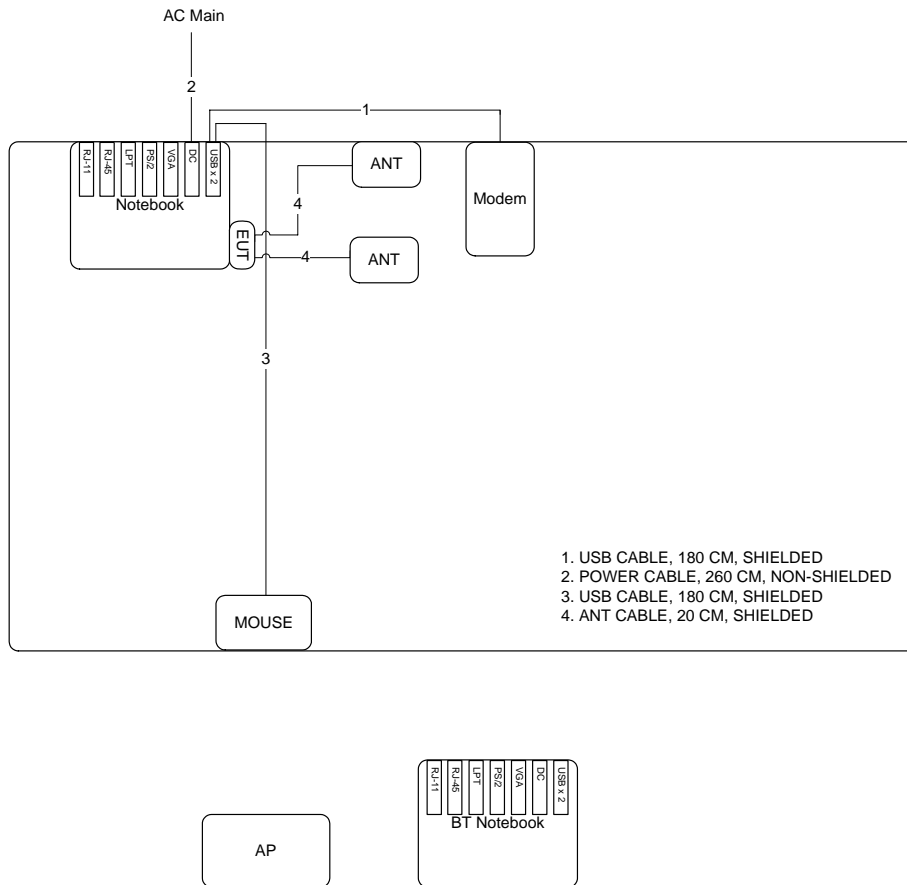 AC Main
2
1
RJ-11
RJ-45
LPT
PS/2
VGA
DC
USB x 2
Notebook
EUT
ANT
4
ANT
4
Modem
3
1. USB CABLE, 180 CM, SHIELDED
2. POWER CABLE, 260 CM, NON-SHIELDED
3. USB CABLE, 180 CM, SHIELDED
4. ANT CABLE, 20 CM, SHIELDED
MOUSE
RJ-11
RJ-45
LPT
PS/2
VGA
DC
USB x 2
BT Notebook
AP